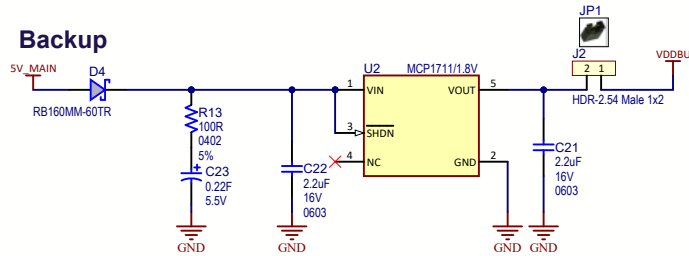 Backup
5V_MAIN
D4
RB160MM-60TR
R13
100R
0402
5%
C23
0.22F
5.5V
+
GND
C22
2.2uF
16V
0603
GND
U2
MCP1711/1.8V
1
VIN
VOUT
5
3
SHDN
4
NC
GND
2
GND
JP1
J2
2 1
HDR-2.54 Male 1x2
VDDBU
C21
2.2uF
16V
0603
GND